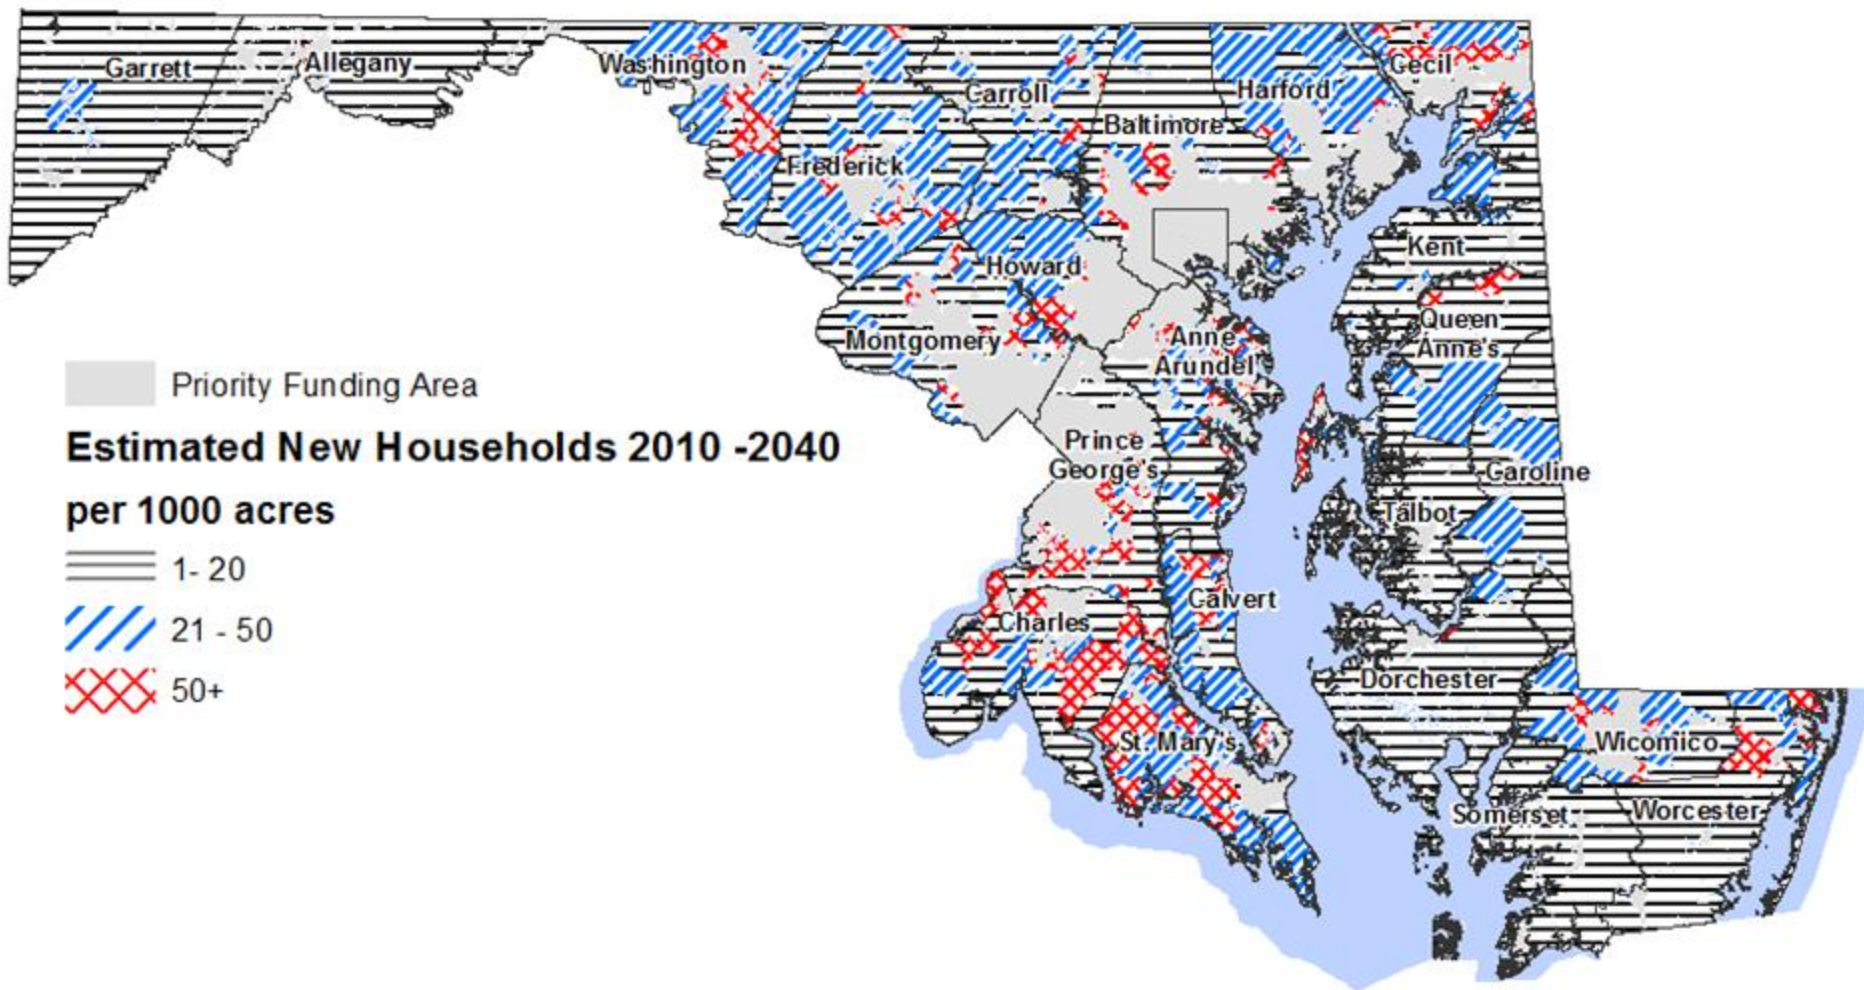 Garrett
Allegany
Washington
Frederick
Carroll
Baltimore
Harford
Cecil
Howard
Montgomery
Anne
Arundel
Prince
George's
Kent
Queen
Anne's
Caroline
Talbot
Calvert
Charles
St. Mary's
Dorchester
Wicomico
Somerset
Worcester
Priority Funding Area
Estimated New Households 2010 -2040
per 1000 acres
1- 20
21 - 50
50+